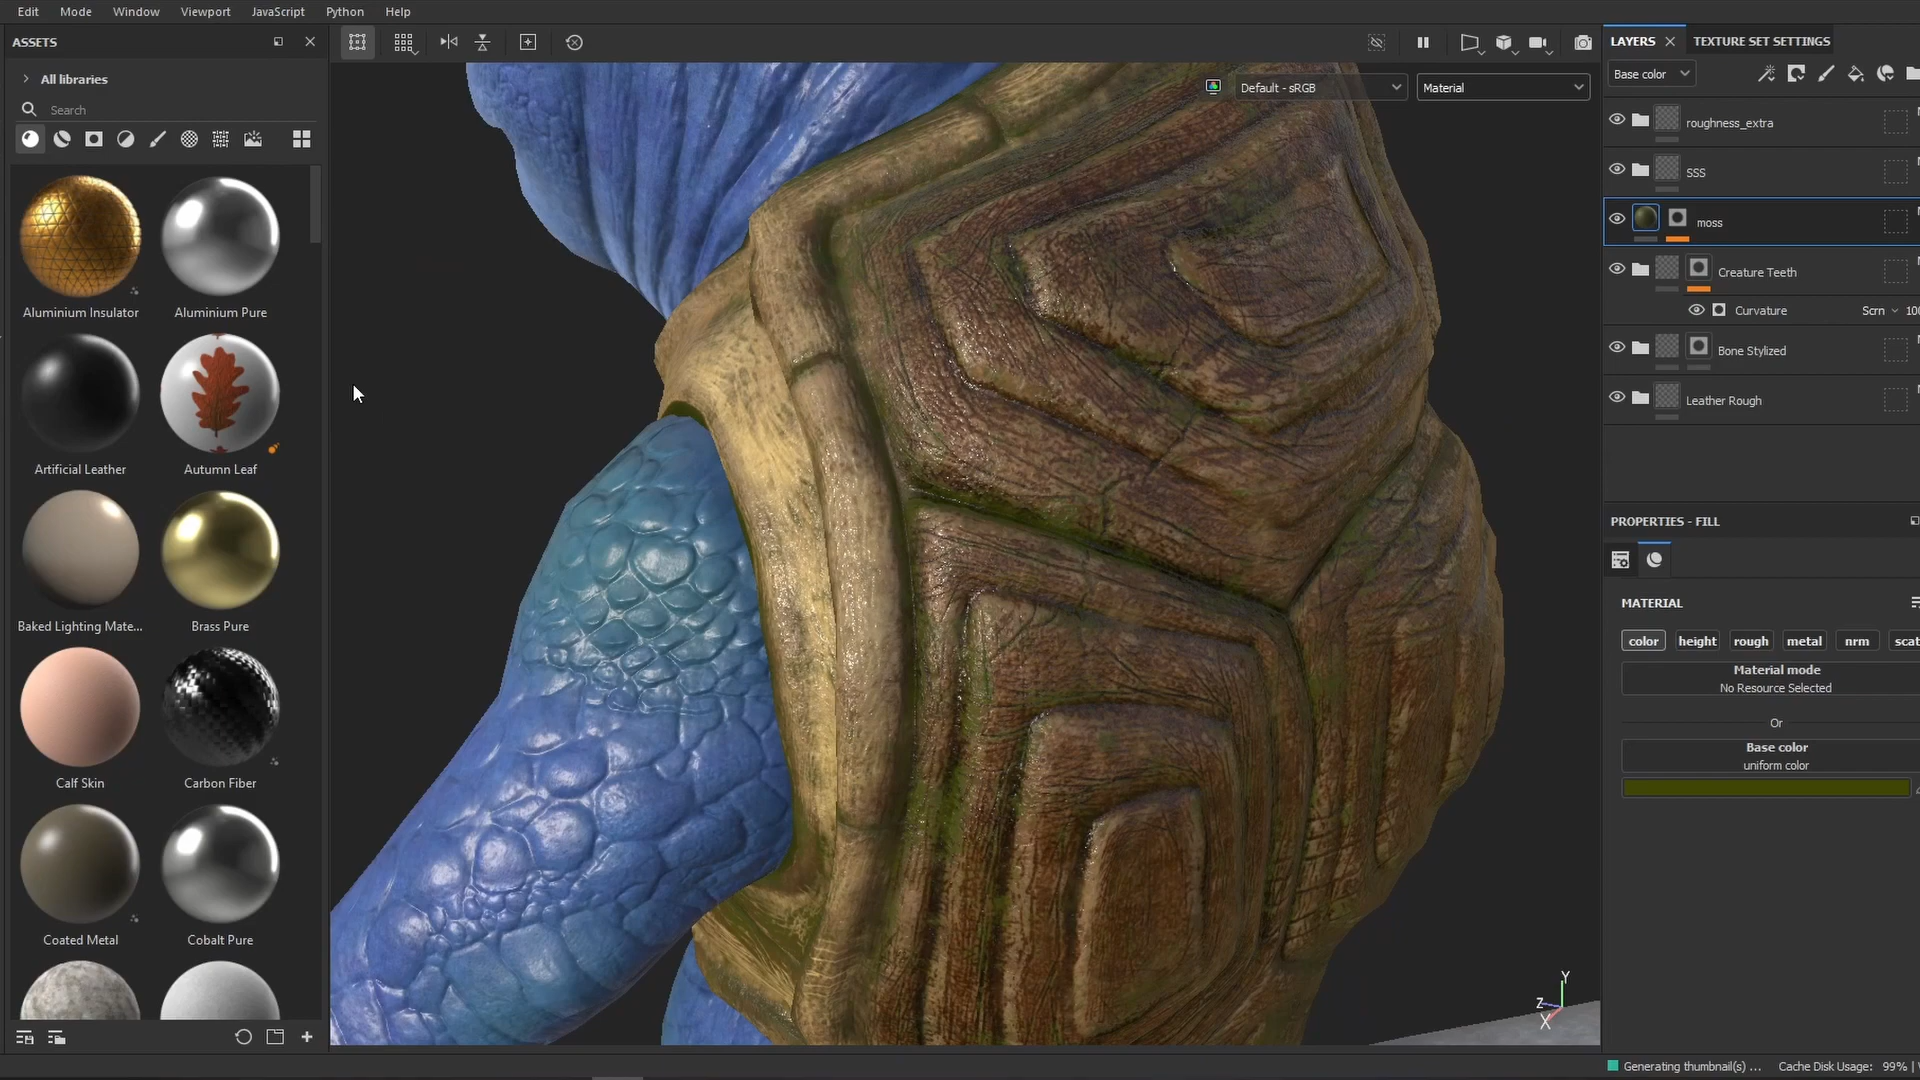 Edit Mode Window Viewport JavaScript Python Help
ASSETS
All libraries
Search
Aluminium Insulator
Aluminium Pure
Artificial Leather
Autumn Leaf
Baked Lighting Mate...
Brass Pure
Calf Skin
Carbon Fiber
Coated Metal
Cobalt Pure
Default - sRGB
Material
Y
Z
X
LAYERS
TEXTURE SET SETTINGS
Base color
roughness_extra
SSS
moss
Creature Teeth
Curvature Scrn
Bone Stylized
Leather Rough
PROPERTIES - FILL
MATERIAL
color height rough metal nrm scat
Material mode
No Resource Selected
Or
Base color
uniform color
Generating thumbnail(s) ... Cache Disk Usage: 99% |